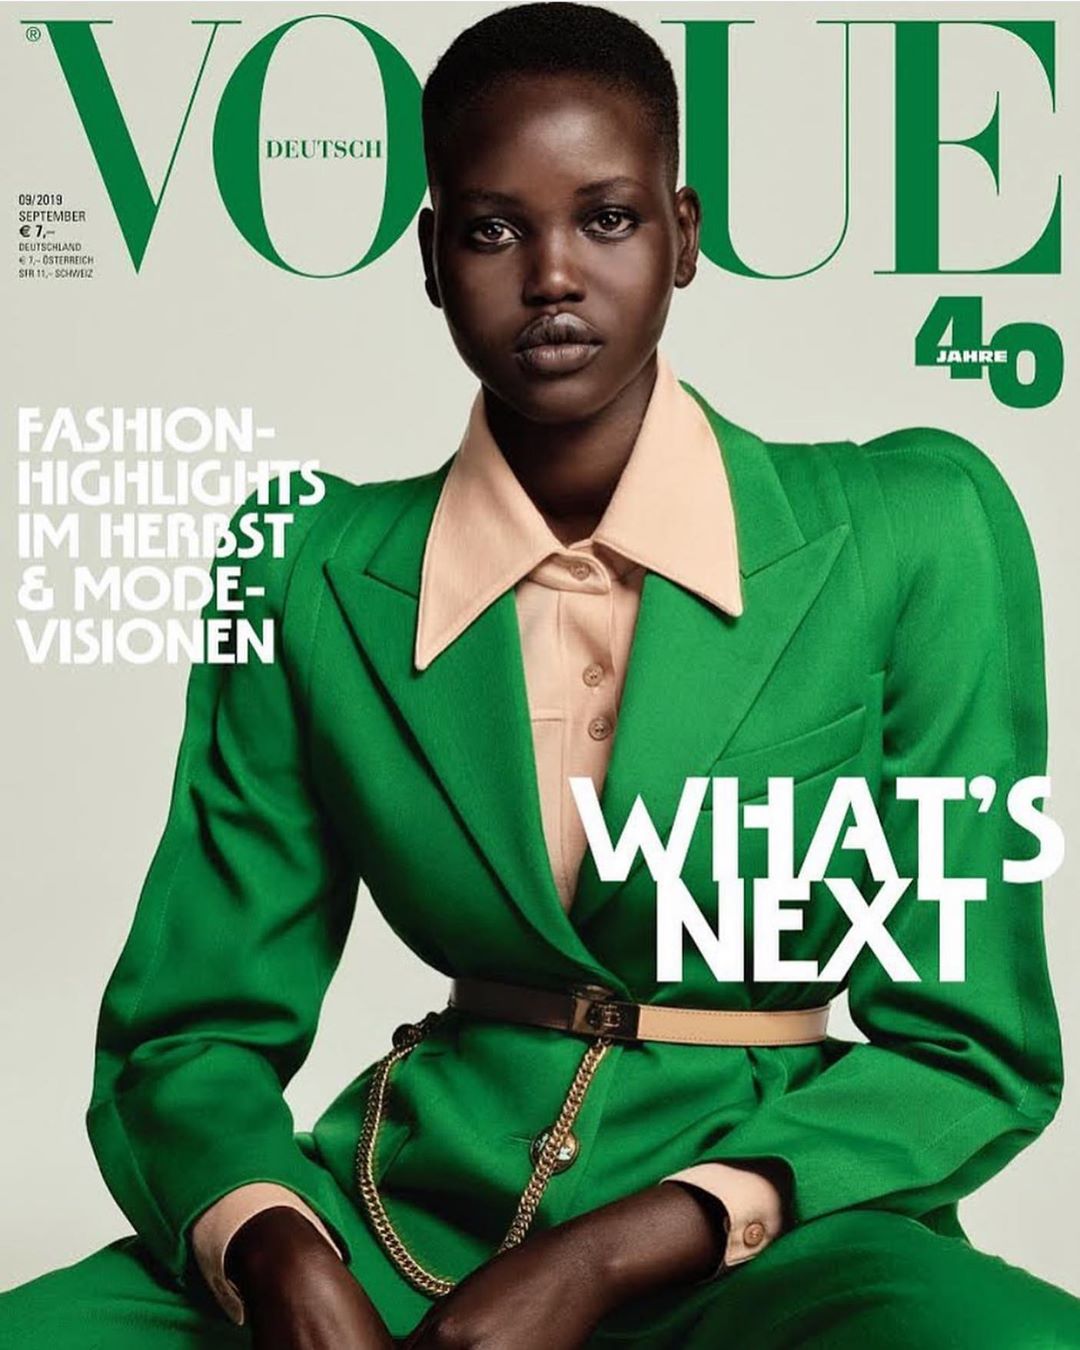 ®
VOGUE
DEUTSCH
09/2019
SEPTEMBER
€ 7,–
DEUTSCHLAND
€ 7,– ÖSTERREICH
SFR 11,– SCHWEIZ
40
JAHRE
FASHION-
HIGHLIGHTS
IM HERBST
& MODE-
VISIONEN
WHAT'S
NEXT